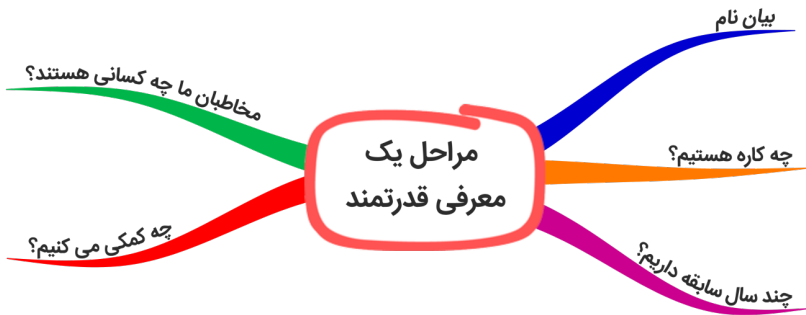 مراحل یک
معرفی قدرتمند
بیان نام
چه کاره هستیم؟
چند سال سابقه داریم؟
چه کمکی می کنیم؟
مخاطبان ما چه کسانی هستند؟